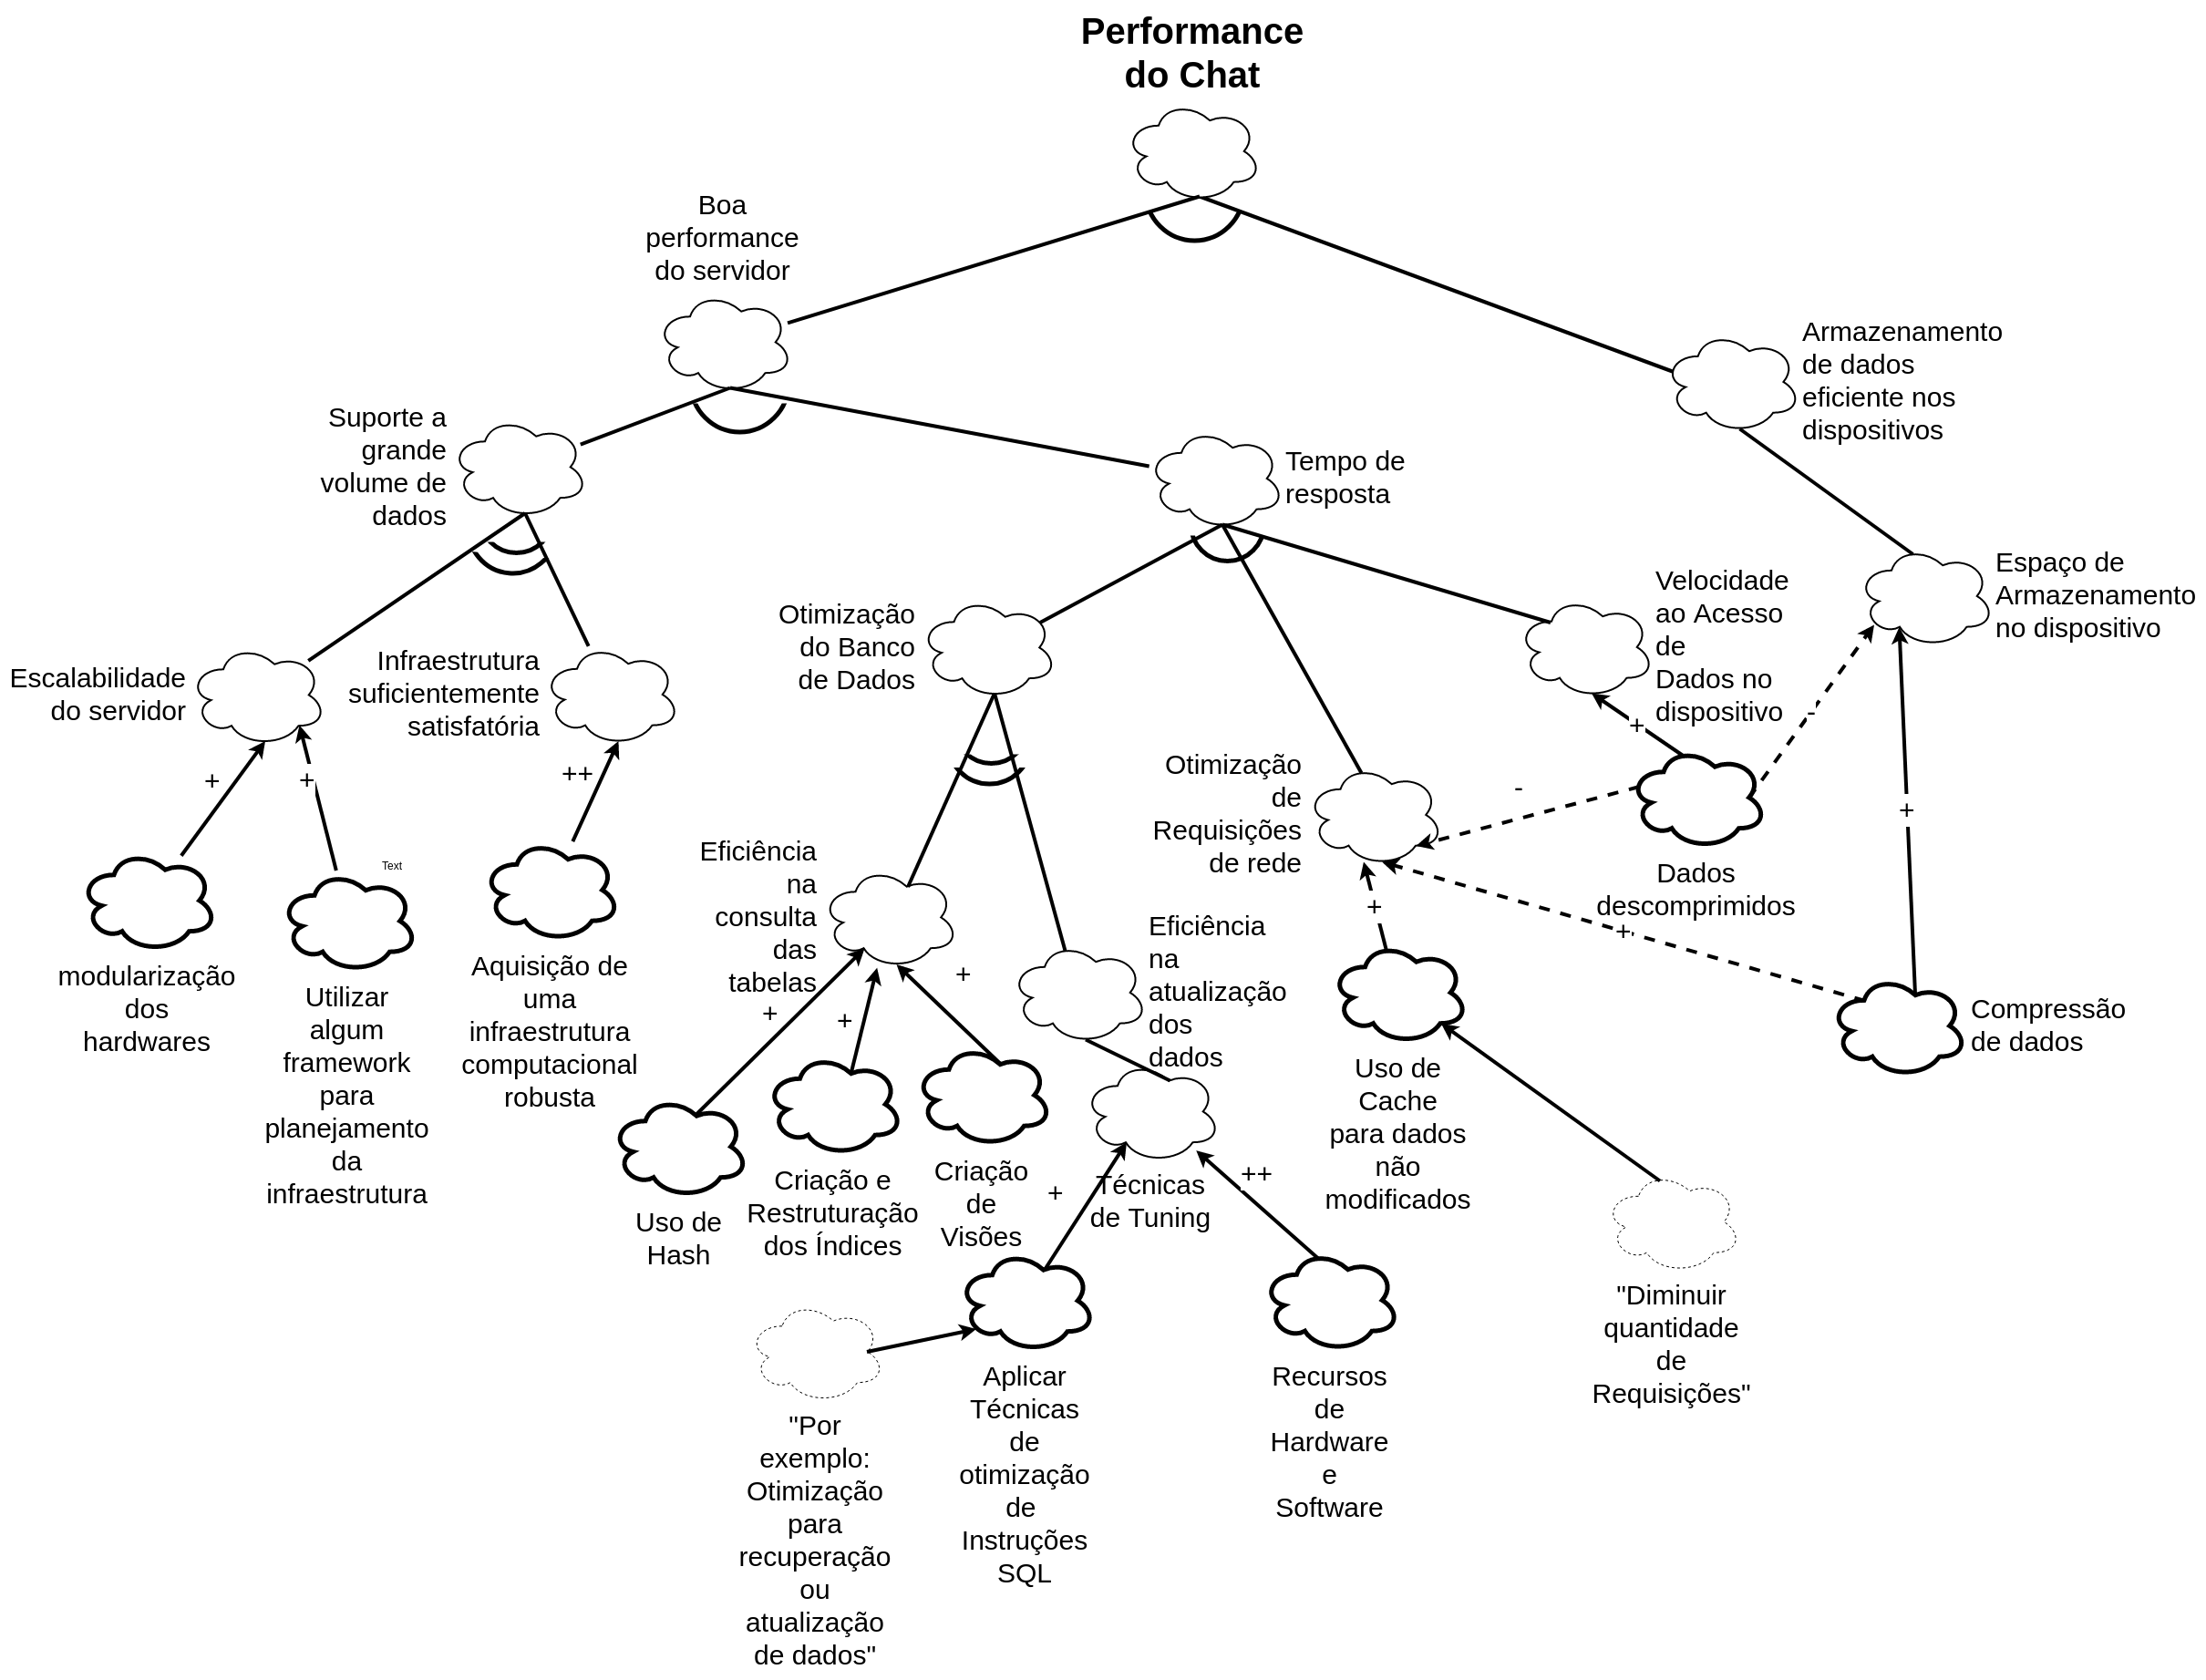 Performance
do Chat
Boa
performance
do servidor
Armazenamento
de dados
eficiente nos
dispositivos
Suporte a
grande
volume de
dados
Tempo de
resposta
Espaço de
Armazenamento
no dispositivo
Velocidade
ao Acesso
de
Dados no
dispositivo
Otimização
do Banco
de Dados
Infraestrutura
suficientemente
satisfatória
Escalabilidade
do servidor
+
+
++
+
-
-
+
Otimização
de
Requisições
de rede
Text
Dados
descomprimidos
+
+
Eficiência
na
consulta
das
tabelas
Eficiência
na
atualização
dos
dados
modularização
dos
hardwares
Utilizar
algum
framework
para
planejamento
da
infraestrutura
Aquisição de
uma
infraestrutura
computacional
robusta
+
+
+
Compressão
de dados
Uso de
Cache
para dados
não
modificados
Uso de
Hash
Criação e
Restruturação
dos Índices
Criação
de
Visões
+
Técnicas
de Tuning
++
"Diminuir
quantidade
de
Requisições"
"Por
exemplo:
Otimização
para
recuperação
ou
atualização
de dados"
Aplicar
Técnicas
de
otimização
de
Instruções
SQL
Recursos
de
Hardware
e
Software